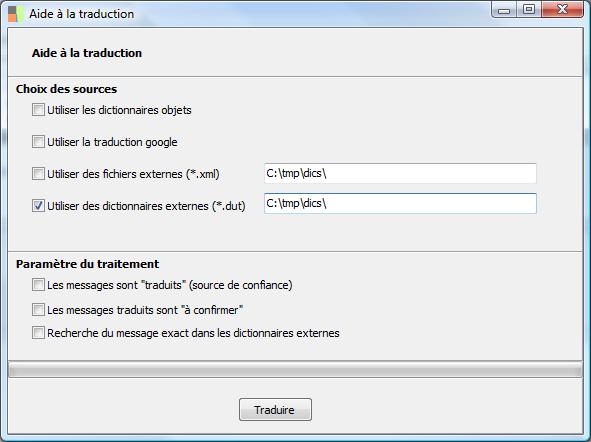 Aide à la traduction
Aide à la traduction
Choix des sources
Utiliser les dictionnaires objets
Utiliser la traduction google
Utiliser des fichiers externes (*.xml) C:\tmp\dics\
Utiliser des dictionnaires externes (*.dut) C:\tmp\dics\
Paramètre du traitement
Les messages sont "traduits" (source de confiance)
Les messages traduits sont "à confirmer"
Recherche du message exact dans les dictionnaires externes
Traduire